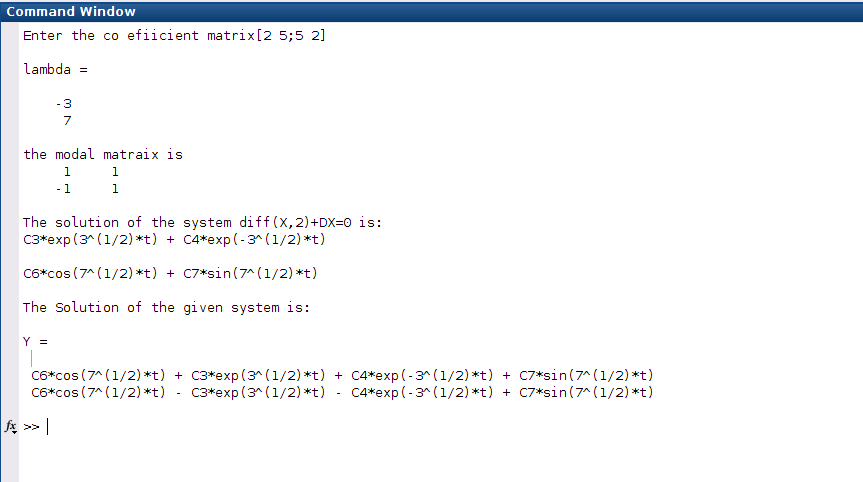 Command Window
Enter the co efiicient matrix[2 5;5 2]
lambda =
-3
7
the modal matraix is
1 1
-1 1
The solution of the system diff(X,2)+DX=0 is:
C3*exp(3^(1/2)*t) + C4*exp(-3^(1/2)*t)
C6*cos(7^(1/2)*t) + C7*sin(7^(1/2)*t)
The Solution of the given system is:
Y =
C6*cos(7^(1/2)*t) + C3*exp(3^(1/2)*t) + C4*exp(-3^(1/2)*t) + C7*sin(7^(1/2)*t)
C6*cos(7^(1/2)*t) - C3*exp(3^(1/2)*t) - C4*exp(-3^(1/2)*t) + C7*sin(7^(1/2)*t)
fx >>